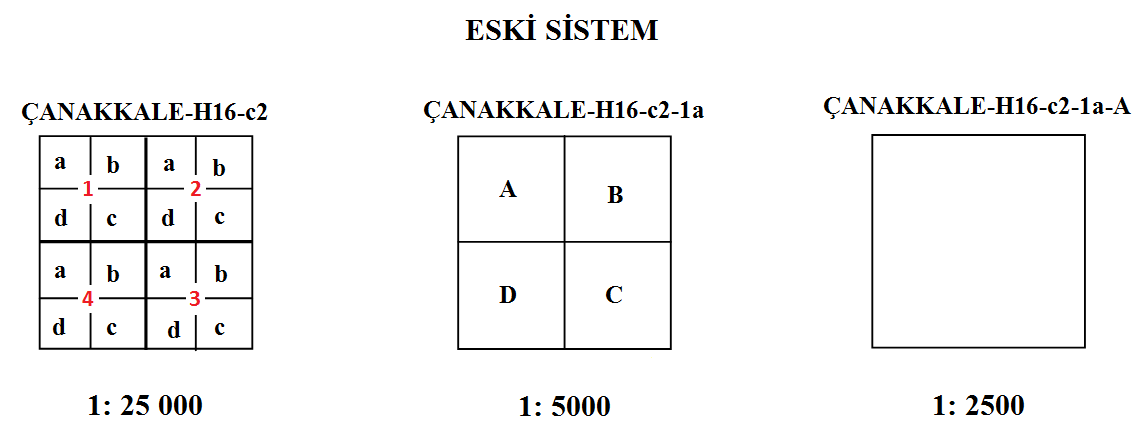 ESKİ SİSTEM
ÇANAKKALE-H16-c2
a b a b
1 2
d c d c
a b a b
4 3
d c d c
1: 25 000
ÇANAKKALE-H16-c2-1a
A B
D C
1: 5000
ÇANAKKALE-H16-c2-1a-A
1: 2500